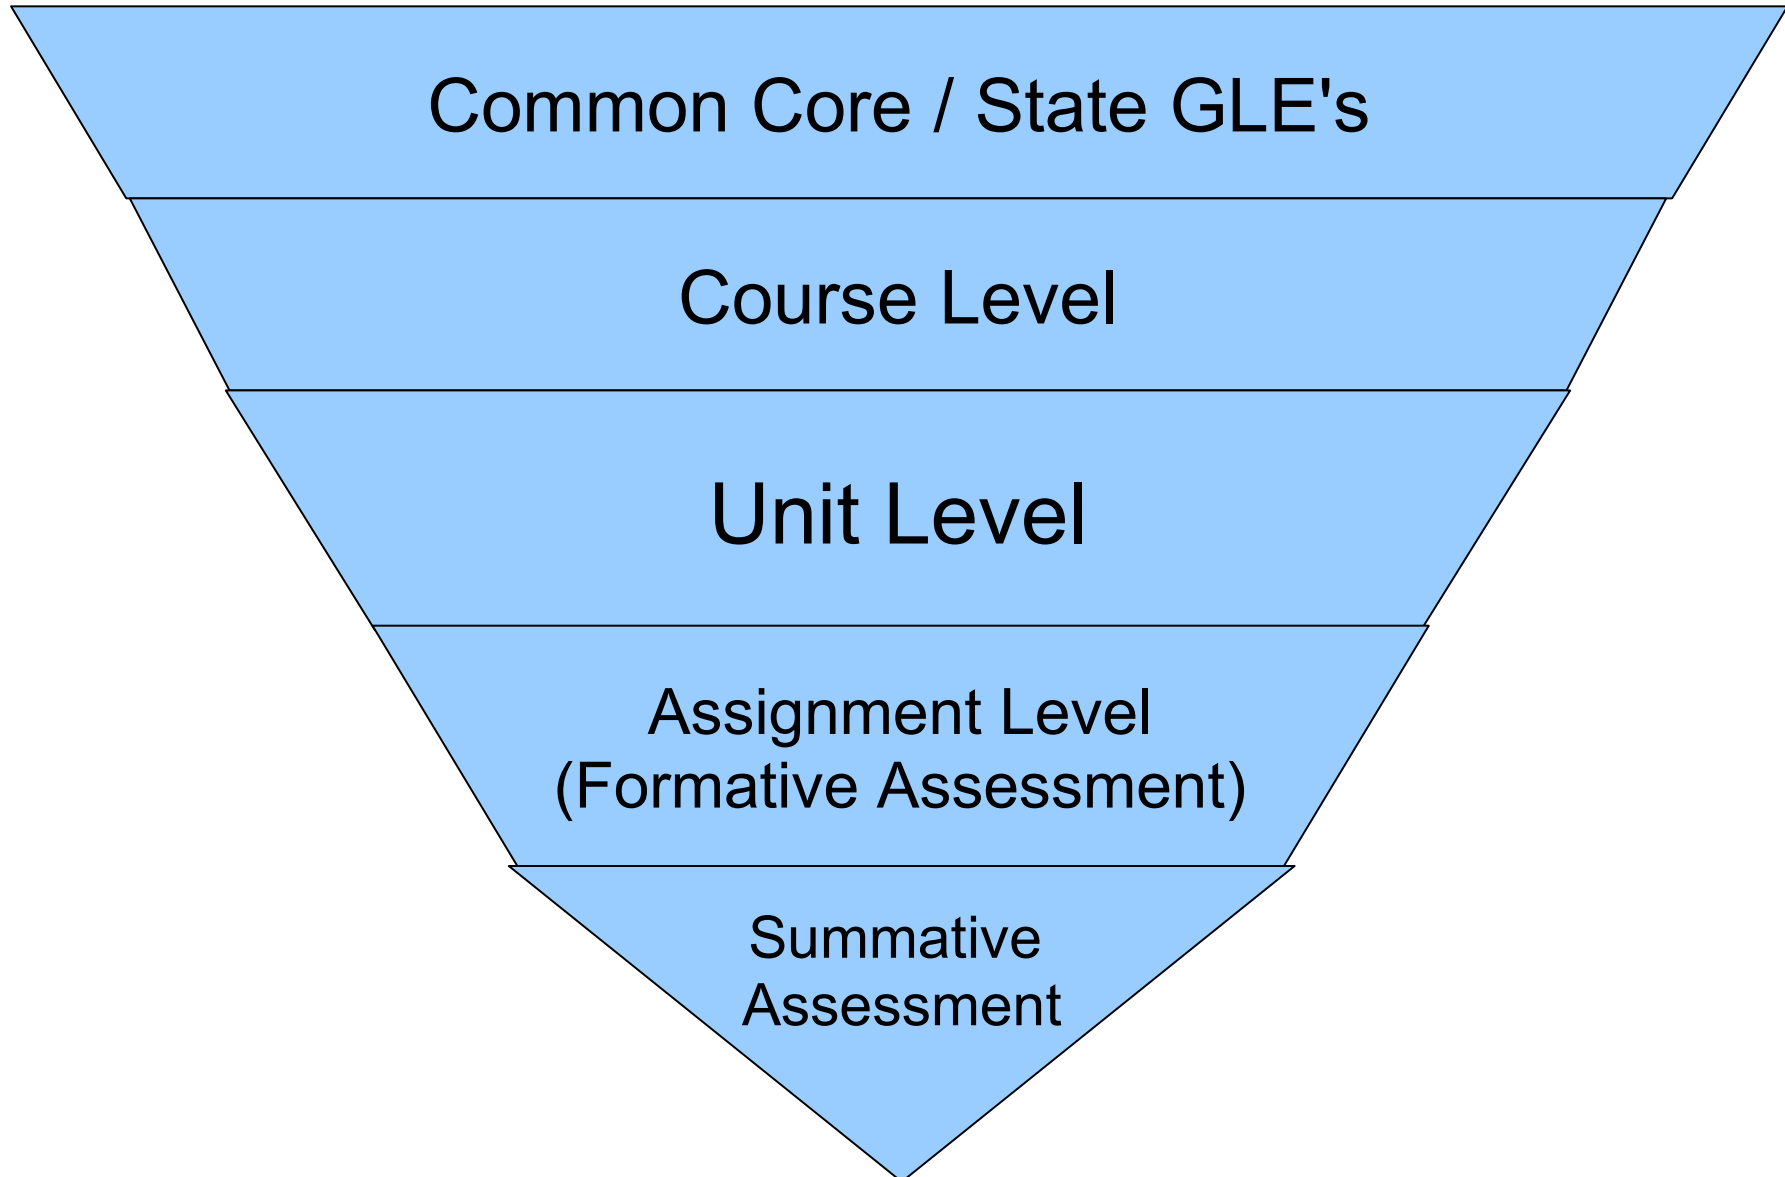 Common Core / State GLE's
Course Level
Unit Level
Assignment Level
(Formative Assessment)
Summative
Assessment